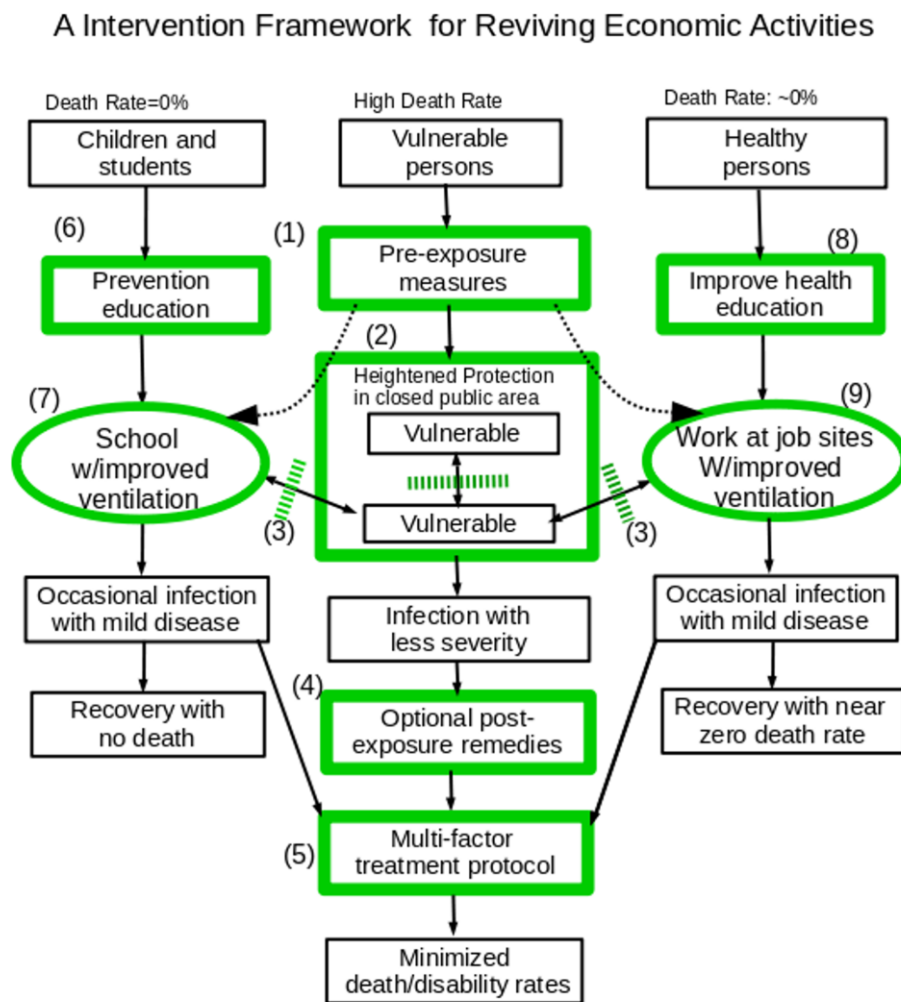 A Intervention Framework for Reviving Economic Activities
Death Rate=0%
High Death Rate
Death Rate: ~0%
Children and
students
Vulnerable
persons
Healthy
persons
(6)
(1)
(8)
Prevention
education
Pre-exposure
measures
Improve health
education
(2)
Heightened Protection
in closed public area
(7)
(9)
School
w/improved
ventilation
Vulnerable
Vulnerable
Work at job sites
W/improved
ventilation
(3)
(3)
Occasional infection
with mild disease
Infection with
less severity
Occasional infection
with mild disease
(4)
Recovery with
no death
Optional post-
exposure remedies
Recovery with near
zero death rate
(5)
Multi-factor
treatment protocol
Minimized
death/disability rates